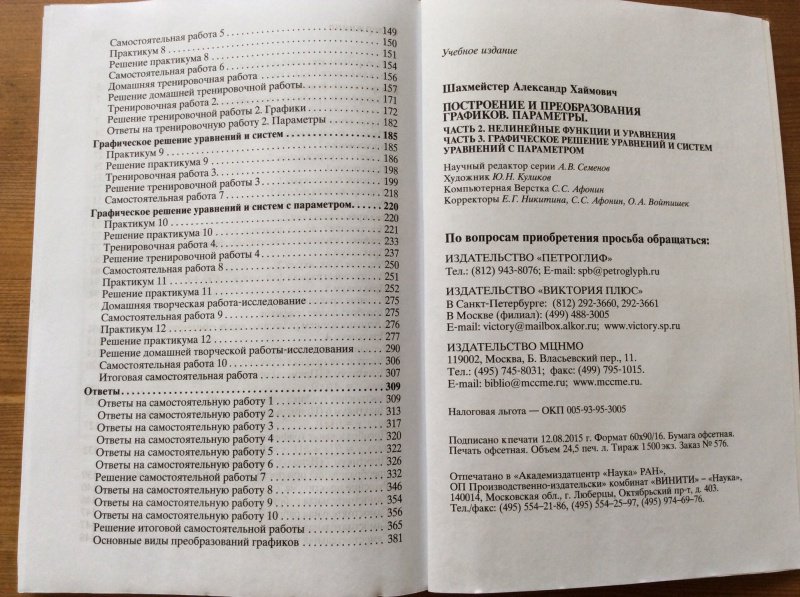 Самостоятельная работа 5 149
Практикум 8 150
Решение практикума 8 151
Самостоятельная работа 6 154
Домашняя тренировочная работа 156
Решение домашней тренировочной работы. 157
Тренировочная работа 2. 171
Решение тренировочной работы 2. Графики 172
Ответы на тренировочную работу 2. Параметры 182
Графическое решение уравнений и систем 185
Практикум 9 185
Решение практикума 9 186
Тренировочная работа 3. 198
Решение тренировочной работы 3 199
Самостоятельная работа 7 218
Графическое решение уравнений и систем с параметром. 220
Практикум 10 220
Решение практикума 10 221
Тренировочная работа 4. 233
Решение тренировочной работы 4 237
Самостоятельная работа 8 250
Практикум 11 251
Решение практикума 11 252
Домашняя творческая работа-исследование 275
Самостоятельная работа 9 275
Практикум 12 276
Решение практикума 12 277
Решение домашней творческой работы-исследования 290
Самостоятельная работа 10 306
Итоговая самостоятельная работа 307
Ответы 309
Ответы на самостоятельную работу 1 309
Ответы на самостоятельную работу 2 313
Ответы на самостоятельную работу 3 317
Ответы на самостоятельную работу 4 320
Ответы на самостоятельную работу 5 322
Ответы на самостоятельную работу 6 326
Решение самостоятельной работы 7 332
Ответы на самостоятельную работу 8 346
Ответы на самостоятельную работу 9 354
Ответы на самостоятельную работу 10 356
Решение итоговой самостоятельной работы 365
Основные виды преобразований графиков 381
Учебное издание
Шахмейстер Александр Хаймович
ПОСТРОЕНИЕ И ПРЕОБРАЗОВАНИЯ
ГРАФИКОВ. ПАРАМЕТРЫ.
ЧАСТЬ 2. НЕЛИНЕЙНЫЕ ФУНКЦИИ И УРАВНЕНИЯ
ЧАСТЬ 3. ГРАФИЧЕСКОЕ РЕШЕНИЕ УРАВНЕНИЙ И СИСТЕМ
УРАВНЕНИЙ С ПАРАМЕТРОМ
Научный редактор серии А.В. Семенов
Художник Ю.Н. Куликов
Компьютерная Верстка С.С. Афонин
Корректоры Е.Г. Никитина, С.С. Афонин, О.А. Войтишек
По вопросам приобретения просьба обращаться:
ИЗДАТЕЛЬСТВО «ПЕТРОГЛИФ»
Тел.: (812) 943-8076; E-mail: spb@petroglyph.ru
ИЗДАТЕЛЬСТВО «ВИКТОРИЯ ПЛЮС»
В Санкт-Петербурге: (812) 292-3660, 292-3661
В Москве (филиал): (499) 488-3005
E-mail: victory@mailbox.alkor.ru; www.victory.sp.ru
ИЗДАТЕЛЬСТВО МЦНМО
119002, Москва, Б. Власьевский пер., 11.
Тел.: (495) 745-8031; факс: (499) 795-1015.
E-mail: biblio@mccme.ru; www.mccme.ru.
Налоговая льгота — ОКП 005-93-95-3005
Подписано к печати 12.08.2015 г. Формат 60х90/16. Бумага офсетная.
Печать офсетная. Объем 24,5 печ. л. Тираж 1500 экз. Заказ № 576.
Отпечатано в «Академиздатцентр «Наука» РАН»,
ОП Производственно-издательски» комбинат «ВИНИТИ» – «Наука»,
140014, Московская обл., г. Люберцы, Октябрьский пр-т, д. 403.
Тел./факс: (495) 554–21–86, (495) 554–25–97, (495) 974–69–76.